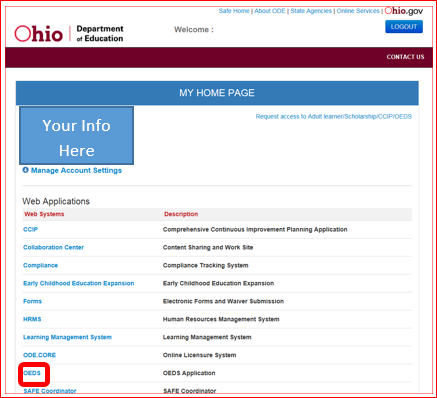 Safe Home | About ODE | State Agencies | Online Services | Ohio.gov
Ohio | Department of Education
Welcome :
LOGOUT
CONTACT US
MY HOME PAGE
Your Info
Here
Request access to Adult learner/Scholarship/CCIP/OEDS
Manage Account Settings
Web Applications
Web Systems Description
CCIP Comprehensive Continuous Improvement Planning Application
Collaboration Center Content Sharing and Work Site
Compliance Compliance Tracking System
Early Childhood Education Expansion Early Childhood Education Expansion
Forms Electronic Forms and Waiver Submission
HRMS Human Resources Management System
Learning Management System Learning Management System
ODE.CORE Online Licensure System
OEDS OEDS Application
SAFE Coordinator SAFE Coordinator